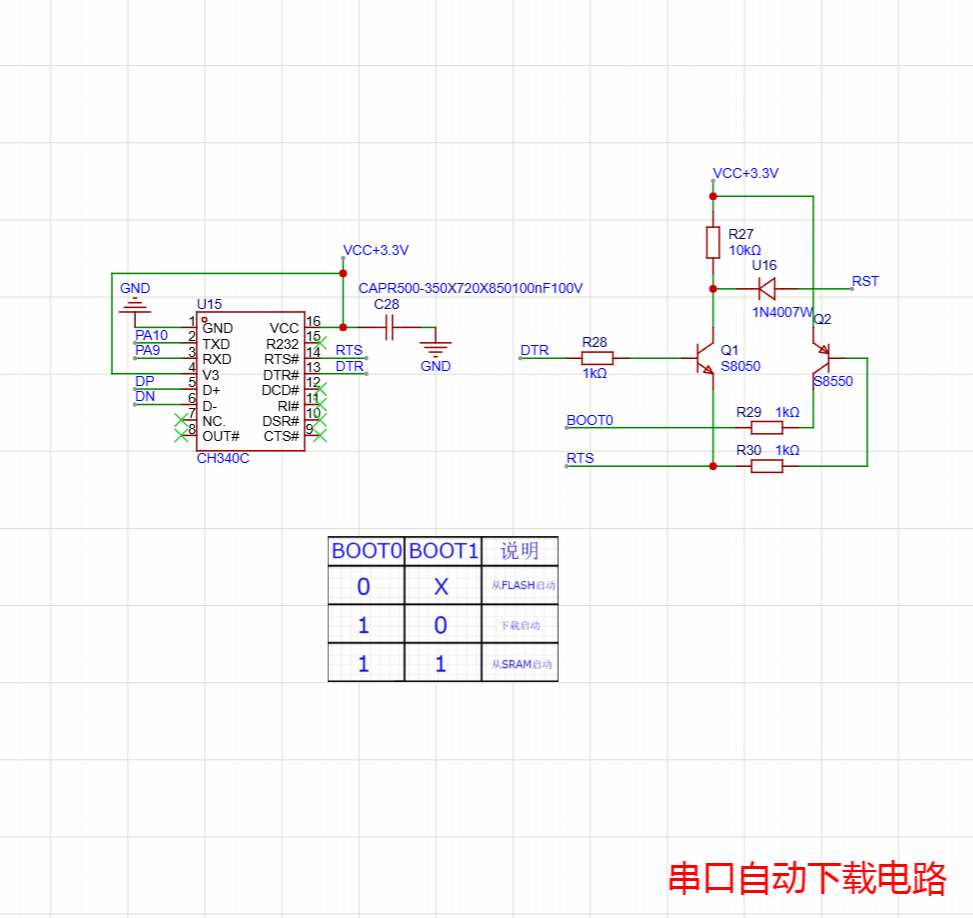 VCC+3.3V
R27
10kΩ
U16
RST
1N4007W
Q2
VCC+3.3V
GND
CAPR500-350X720X850100nF100V
C28
GND
U15
1 GND VCC 16
PA10 2 TXD R232 15
PA9 3 RXD RTS# 14 RTS
4 V3 DTR# 13 DTR
DP 5 D+ DCD# 12
DN 6 D- RI# 11
7 NC. DSR# 10
8 OUT# CTS# 9
CH340C
DTR
R28
1kΩ
Q1
S8050
S8550
BOOT0
R29 1kΩ
RTS
R30 1kΩ
BOOT0 BOOT1 说明
0 X 从FLASH启动
1 0 下载启动
1 1 从SRAM启动
串口自动下载电路